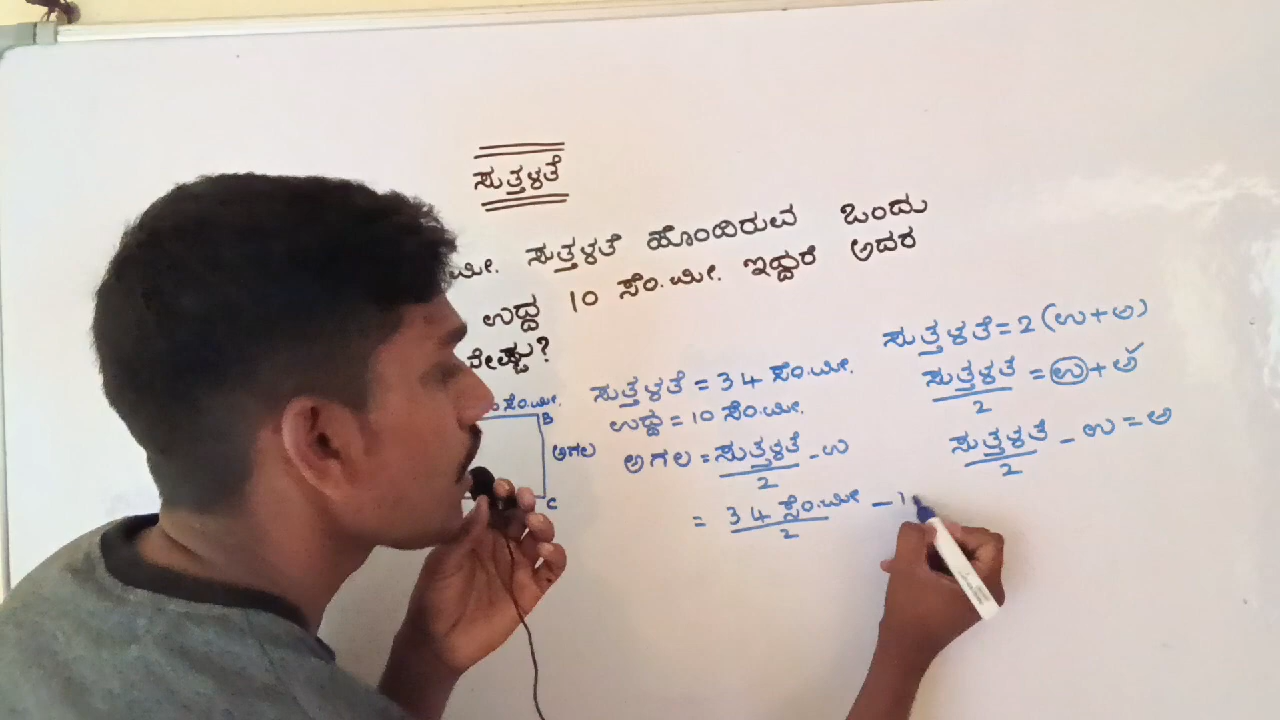 ಸುತ್ತಳತೆ
ಮೀ. ಸುತ್ತಳತೆ ಹೊಂದಿರುವ ಒಂದು
ಉದ್ದ 10 ಸೆಂ.ಮೀ. ಇದ್ದರೆ ಅದರ
ವೇಷ್ಟು?
ಸೆಂ.ಮೀ.
B
ಅಗಲ
C
ಸುತ್ತಳತೆ = 34 ಸೆಂ.ಮೀ.
ಉದ್ದ = 10 ಸೆಂ.ಮೀ.
ಅಗಲ = ಸುತ್ತಳತೆ/2 - ಉ
= 34 ಸೆಂ.ಮೀ/2 - 1
ಸುತ್ತಳತೆ = 2 (ಉ + ಅ)
ಸುತ್ತಳತೆ/2 = ಉ + ಅ
ಸುತ್ತಳತೆ/2 - ಉ = ಅ